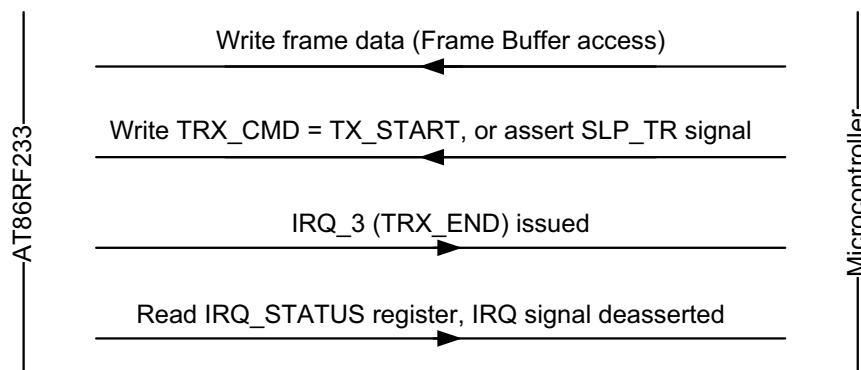 Write frame data (Frame Buffer access)
Write TRX_CMD = TX_START, or assert SLP_TR signal
AT86RF233
Microcontroller
IRQ_3 (TRX_END) issued
Read IRQ_STATUS register, IRQ signal deasserted